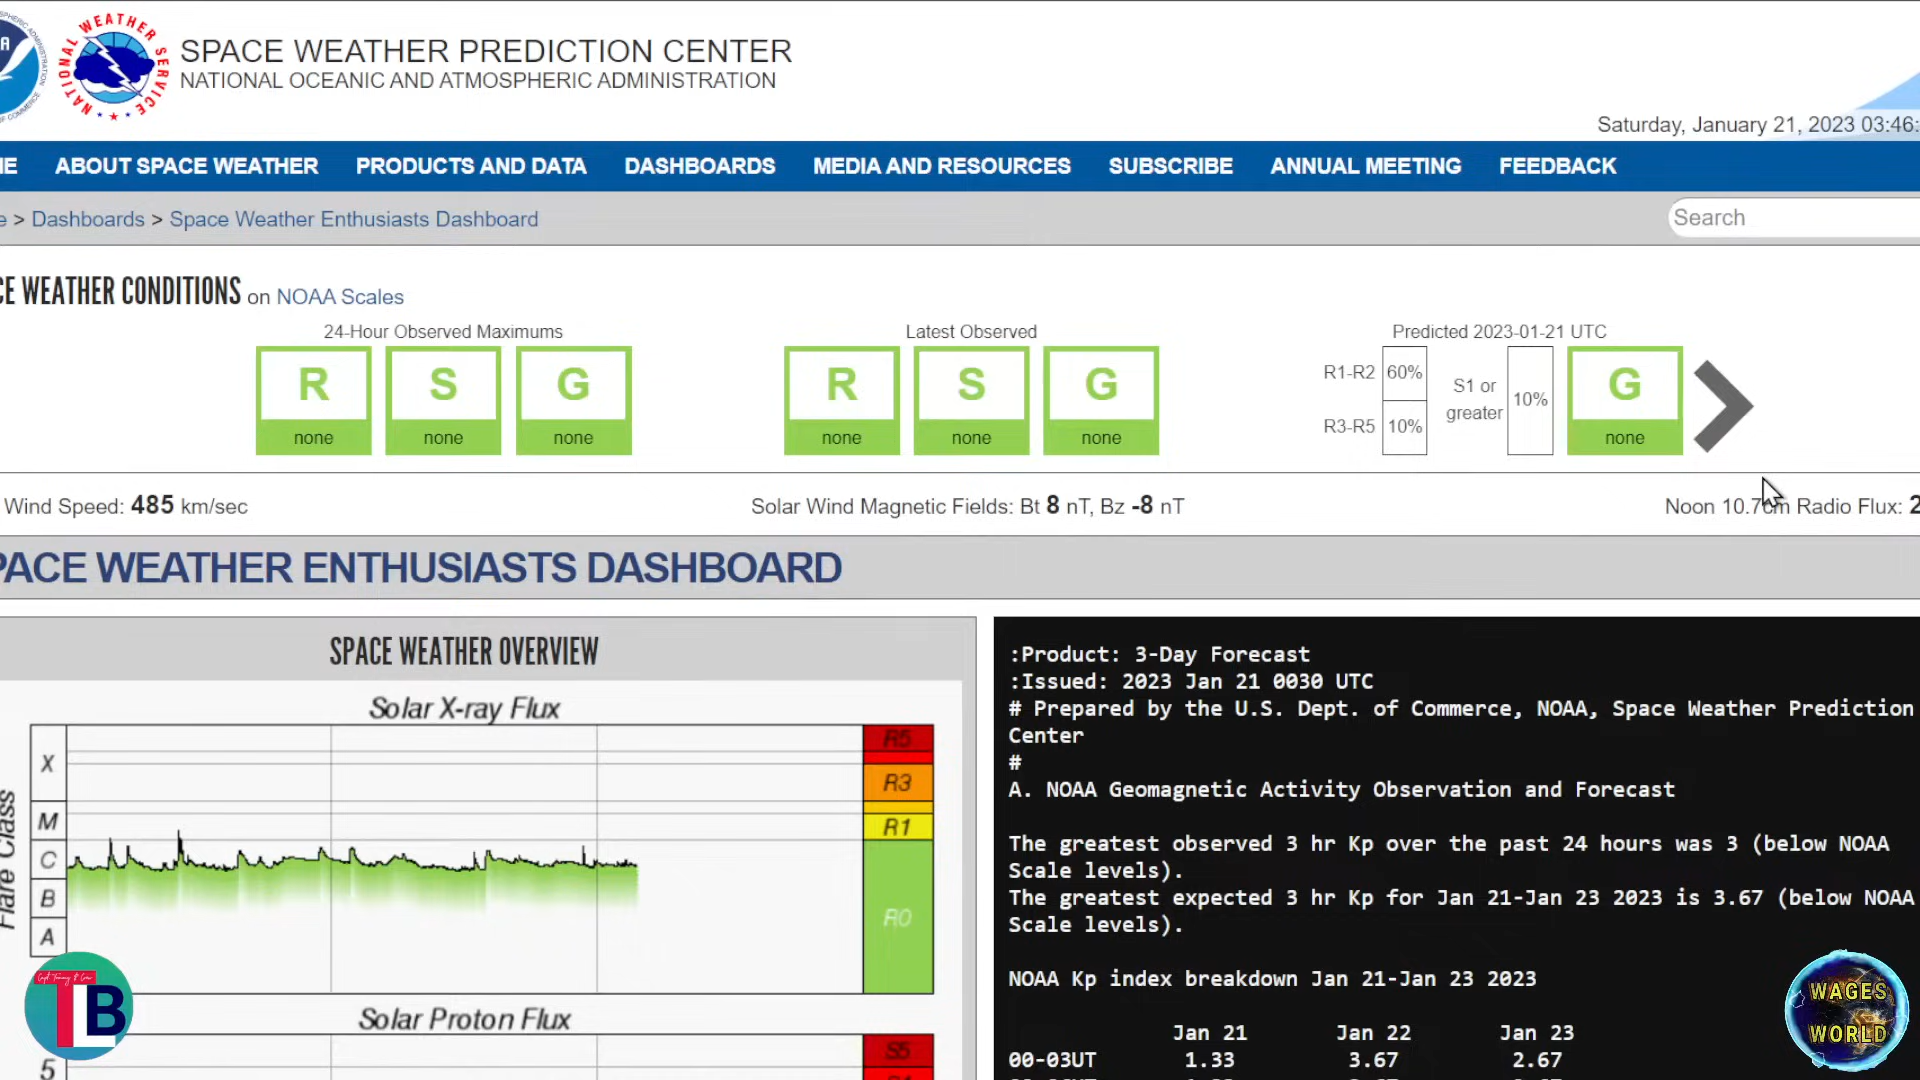 NATIONAL WEATHER SERVICE
SPACE WEATHER PREDICTION CENTER
NATIONAL OCEANIC AND ATMOSPHERIC ADMINISTRATION
Saturday, January 21, 2023 03:46:
ABOUT SPACE WEATHER PRODUCTS AND DATA DASHBOARDS MEDIA AND RESOURCES SUBSCRIBE ANNUAL MEETING FEEDBACK
> Dashboards > Space Weather Enthusiasts Dashboard
Search
CE WEATHER CONDITIONS on NOAA Scales
24-Hour Observed Maximums
R S G
none none none
Latest Observed
R S G
none none none
Predicted 2023-01-21 UTC
R1-R2 60%
R3-R5 10%
S1 or
greater
10%
G
none
Wind Speed: 485 km/sec
Solar Wind Magnetic Fields: Bt 8 nT, Bz -8 nT
Noon 10.7cm Radio Flux: 2
PACE WEATHER ENTHUSIASTS DASHBOARD
SPACE WEATHER OVERVIEW
Solar X-ray Flux
Flare Class
X
M
C
B
A
R5
R3
R1
R0
Solar Proton Flux
5
S5
:Product: 3-Day Forecast
:Issued: 2023 Jan 21 0030 UTC
# Prepared by the U.S. Dept. of Commerce, NOAA, Space Weather Prediction
Center
#
A. NOAA Geomagnetic Activity Observation and Forecast
The greatest observed 3 hr Kp over the past 24 hours was 3 (below NOAA
Scale levels).
The greatest expected 3 hr Kp for Jan 21-Jan 23 2023 is 3.67 (below NOAA
Scale levels).
NOAA Kp index breakdown Jan 21-Jan 23 2023
Jan 21 Jan 22 Jan 23
00-03UT 1.33 3.67 2.67
TB
WAGES
WORLD